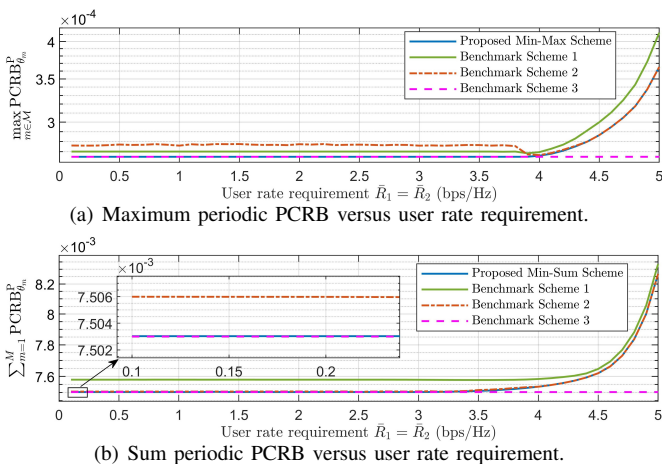 ×10⁻⁴
4
3
max_{m∈ℳ} PCRB^P_{θ_m}
Proposed Min-Max Scheme
Benchmark Scheme 1
Benchmark Scheme 2
Benchmark Scheme 3
0 0.5 1 1.5 2 2.5 3 3.5 4 4.5 5
User rate requirement R̄₁ = R̄₂ (bps/Hz)
(a) Maximum periodic PCRB versus user rate requirement.
×10⁻³
8.2
8
7.8
7.6
∑^M_{m=1} PCRB^P_{θ_m}
×10⁻³
7.506
7.504
7.502
0.1 0.15 0.2
Proposed Min-Sum Scheme
Benchmark Scheme 1
Benchmark Scheme 2
Benchmark Scheme 3
0 0.5 1 1.5 2 2.5 3 3.5 4 4.5 5
User rate requirement R̄₁ = R̄₂ (bps/Hz)
(b) Sum periodic PCRB versus user rate requirement.